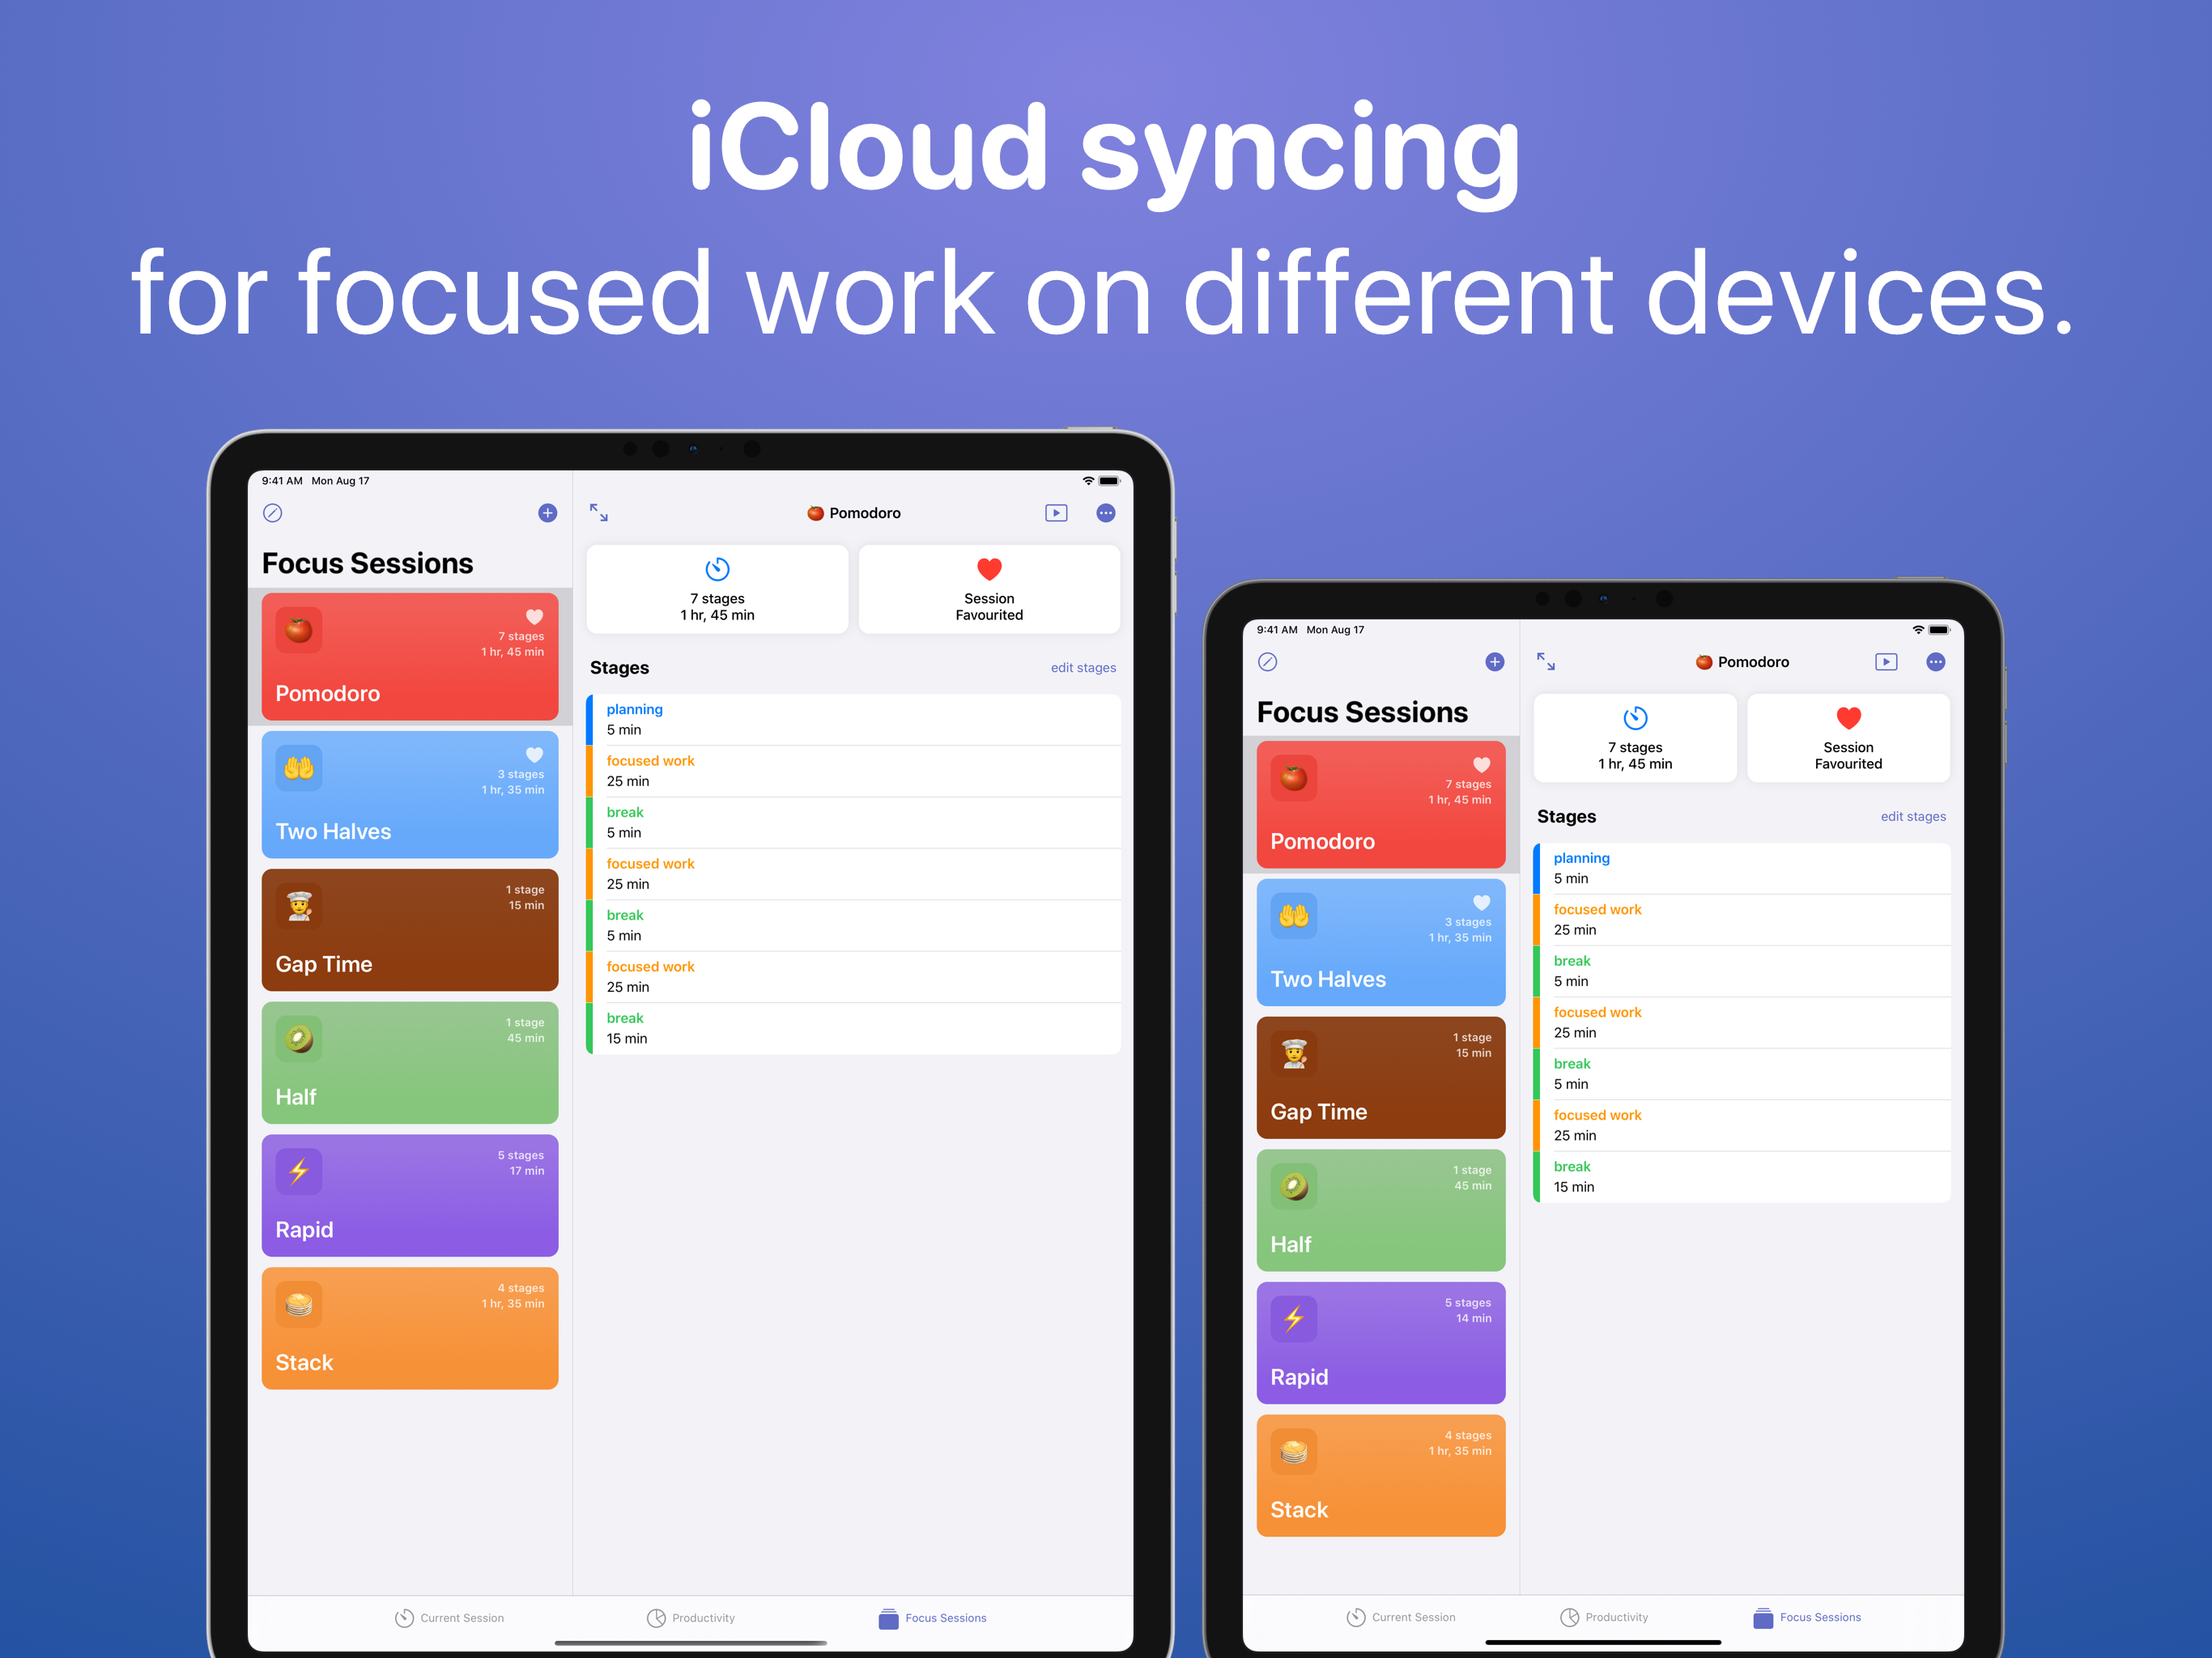 iCloud syncing
for focused work on different devices.
9:41 AM Mon Aug 17
Pomodoro
Focus Sessions
7 stages
1 hr, 45 min
Pomodoro
3 stages
1 hr, 35 min
Two Halves
1 stage
15 min
Gap Time
1 stage
45 min
Half
5 stages
17 min
Rapid
4 stages
1 hr, 35 min
Stack
7 stages
1 hr, 45 min
Session
Favourited
Stages
edit stages
planning
5 min
focused work
25 min
break
5 min
focused work
25 min
break
5 min
focused work
25 min
break
15 min
Current Session
Productivity
Focus Sessions
9:41 AM Mon Aug 17
Pomodoro
Focus Sessions
7 stages
1 hr, 45 min
Pomodoro
3 stages
1 hr, 35 min
Two Halves
1 stage
15 min
Gap Time
1 stage
45 min
Half
5 stages
14 min
Rapid
4 stages
1 hr, 35 min
Stack
7 stages
1 hr, 45 min
Session
Favourited
Stages
edit stages
planning
5 min
focused work
25 min
break
5 min
focused work
25 min
break
5 min
focused work
25 min
break
15 min
Current Session
Productivity
Focus Sessions